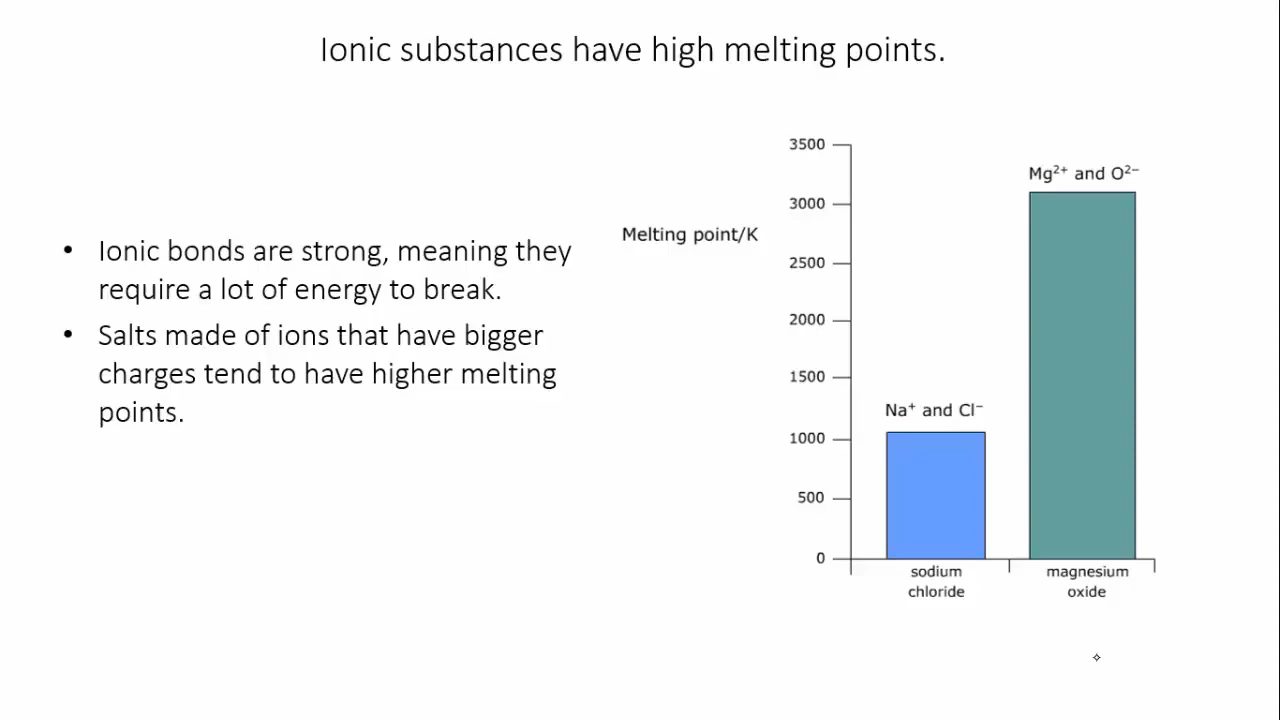 Ionic substances have high melting points.
• Ionic bonds are strong, meaning they
require a lot of energy to break.
• Salts made of ions that have bigger
charges tend to have higher melting
points.
Melting point/K
3500
3000
2500
2000
1500
1000
500
0
Mg²⁺ and O²⁻
Na⁺ and Cl⁻
sodium
chloride
magnesium
oxide